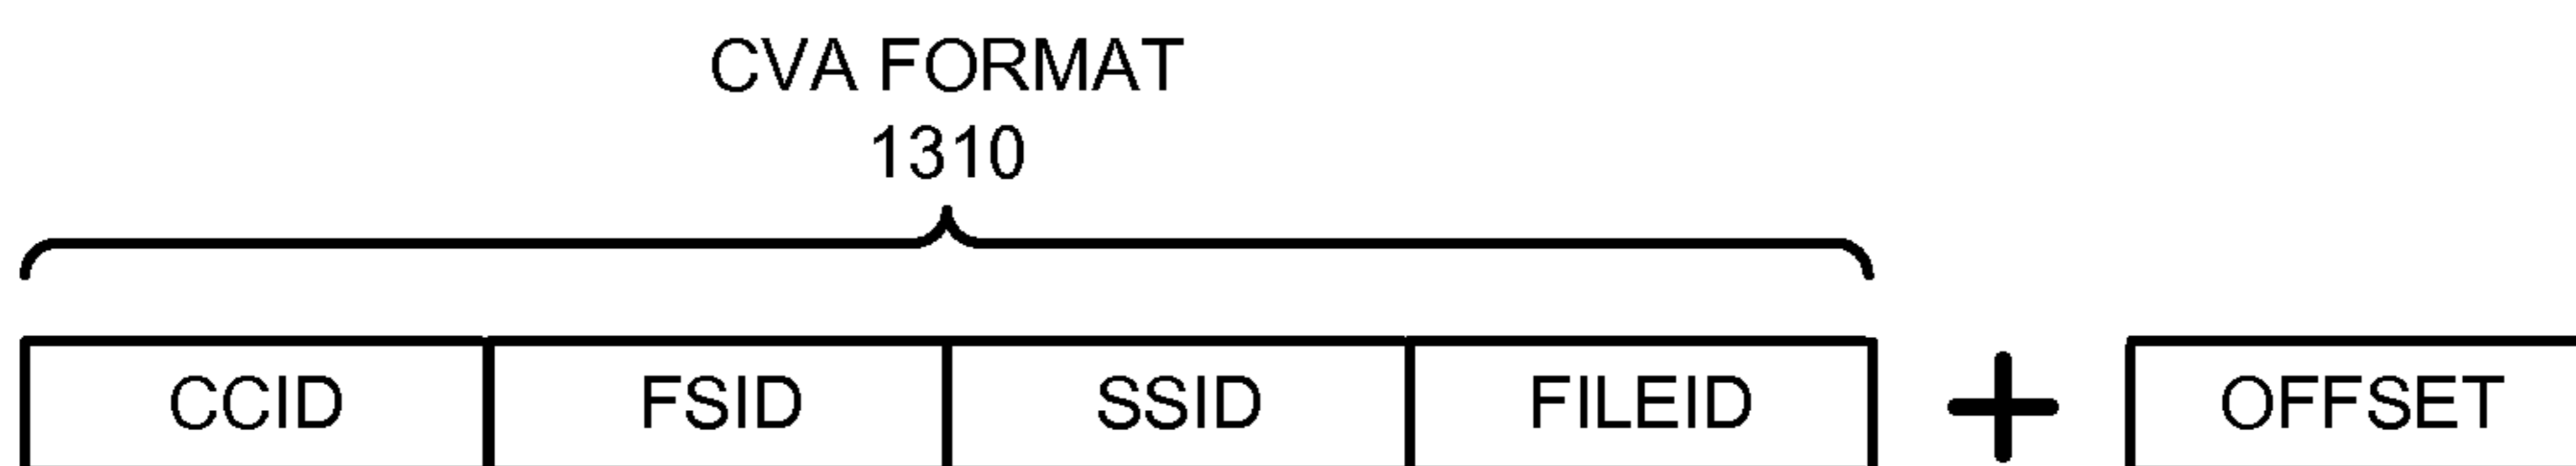 CVA FORMAT
1310
CCID FSID SSID FILEID + OFFSET